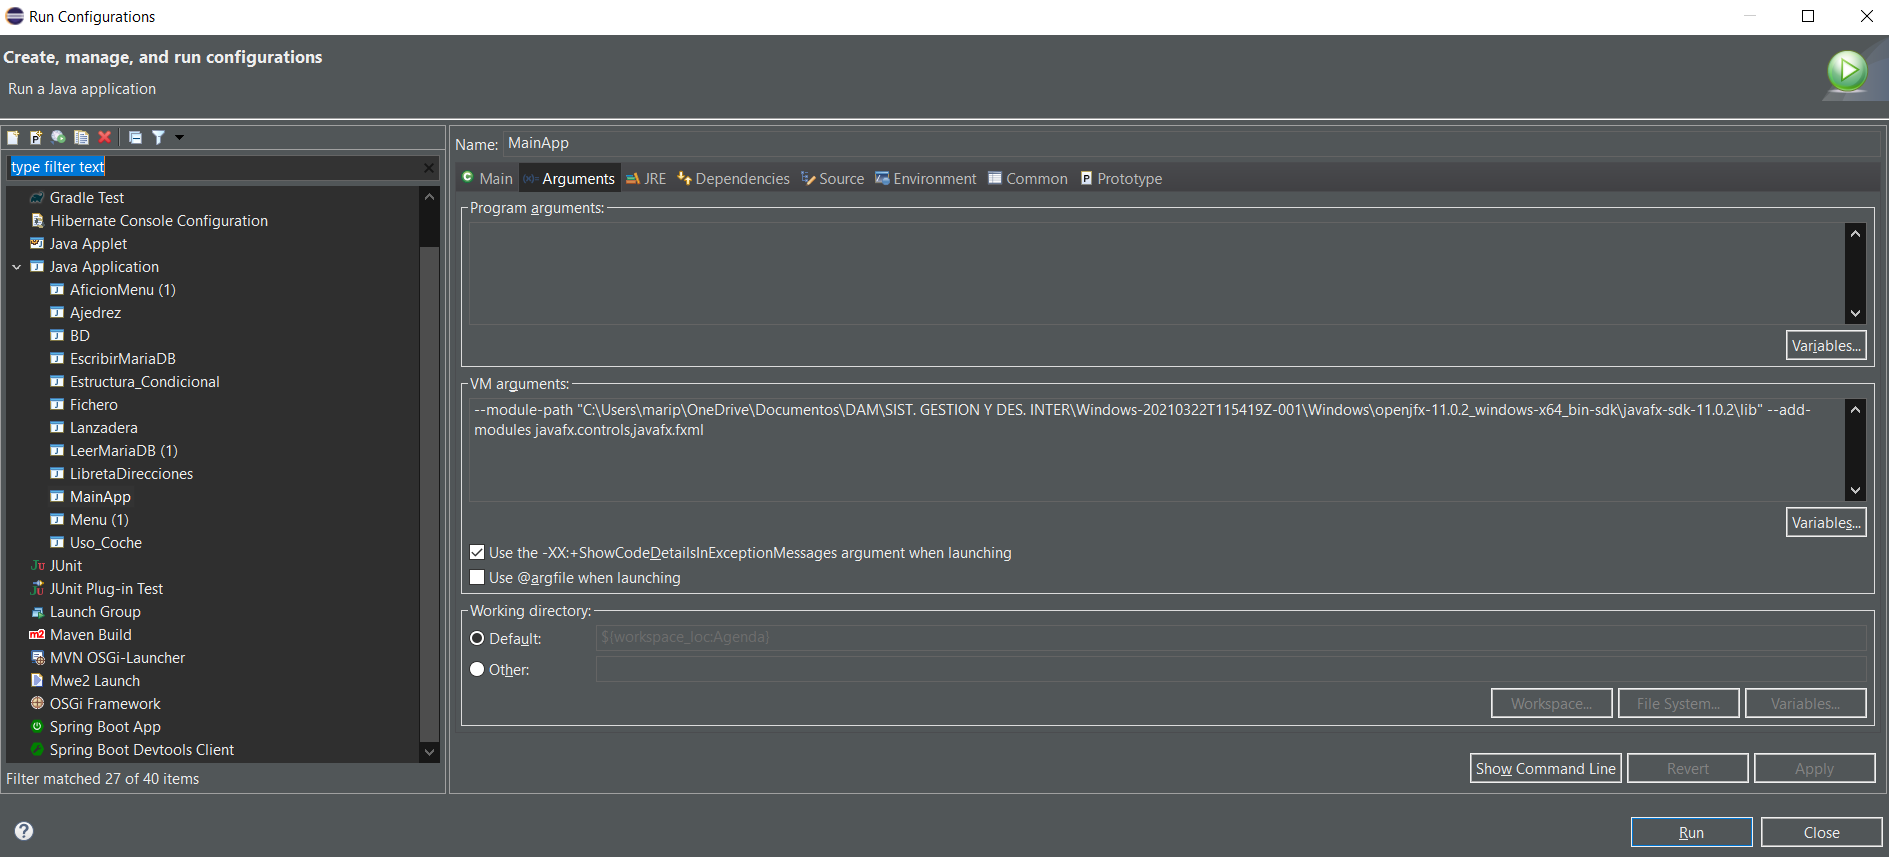 Run Configurations
Create, manage, and run configurations
Run a Java application
type filter text
Gradle Test
Hibernate Console Configuration
Java Applet
Java Application
AficionMenu (1)
Ajedrez
BD
EscribirMariaDB
Estructura_Condicional
Fichero
Lanzadera
LeerMariaDB (1)
LibretaDirecciones
MainApp
Menu (1)
Uso_Coche
JUnit
JUnit Plug-in Test
Launch Group
Maven Build
MVN OSGi-Launcher
Mwe2 Launch
OSGi Framework
Spring Boot App
Spring Boot Devtools Client
Filter matched 27 of 40 items
Name: MainApp
Main Arguments JRE Dependencies Source Environment Common Prototype
Program arguments:
Variables...
VM arguments:
--module-path "C:\Users\marip\OneDrive\Documentos\DAM\SIST. GESTION Y DES. INTER\Windows-20210322T115419Z-001\Windows\openjfx-11.0.2_windows-x64_bin-sdk\javafx-sdk-11.0.2\lib" --add-
modules javafx.controls,javafx.fxml
Variables...
Use the -XX:+ShowCodeDetailsInExceptionMessages argument when launching
Use @argfile when launching
Working directory:
Default: ${workspace_loc:Agenda}
Other:
Workspace... File System... Variables...
Show Command Line Revert Apply
Run Close